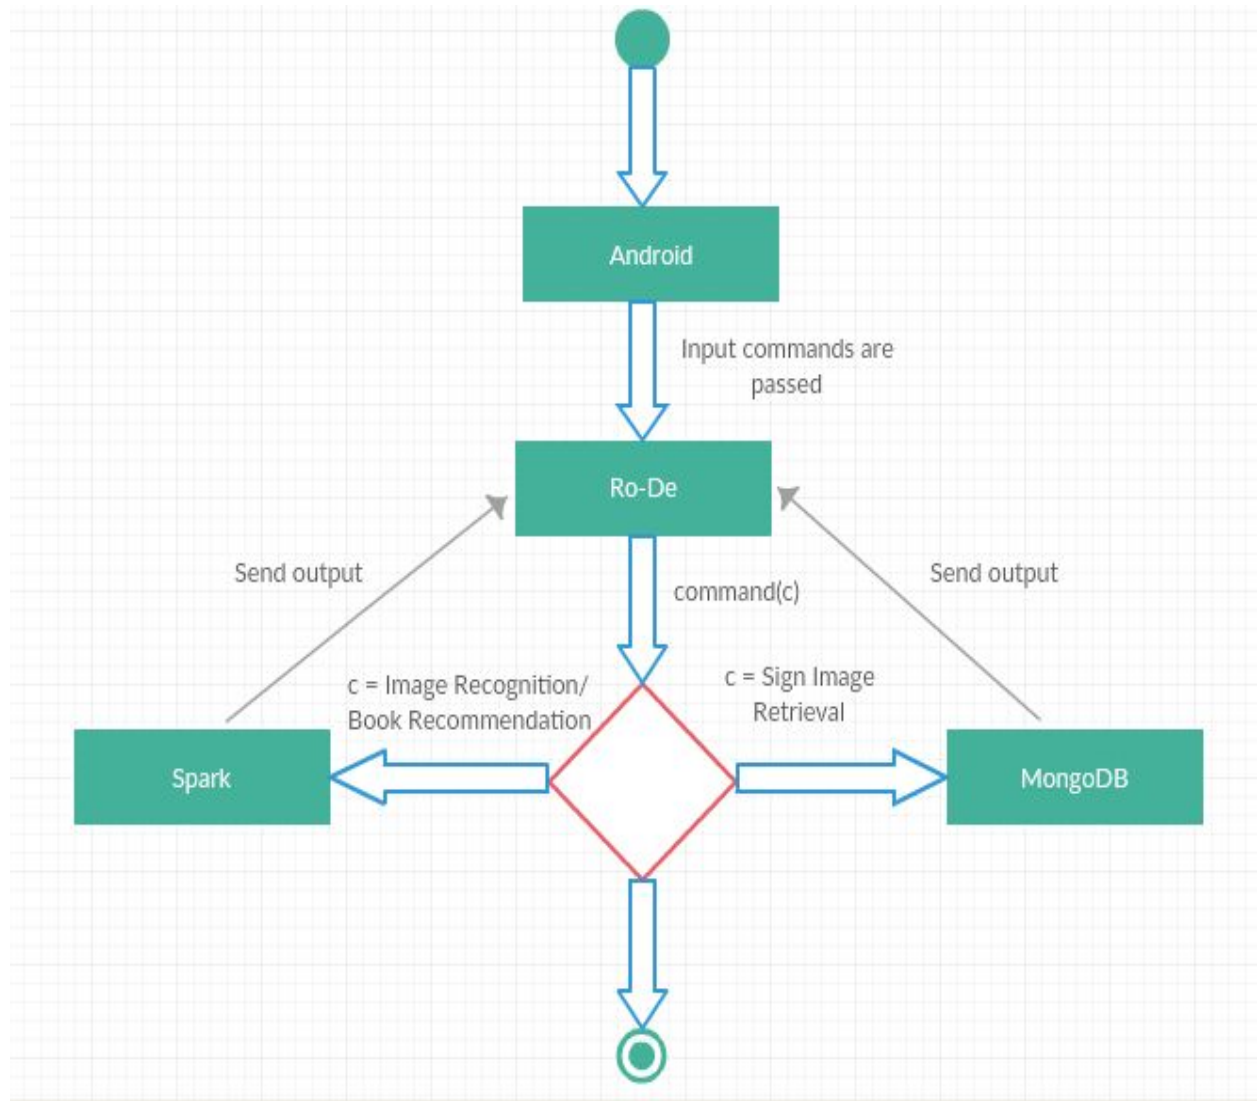 Android
Input commands are
passed
Ro-De
Send output
Send output
command(c)
c = Image Recognition/
Book Recommendation
c = Sign Image
Retrieval
Spark
MongoDB